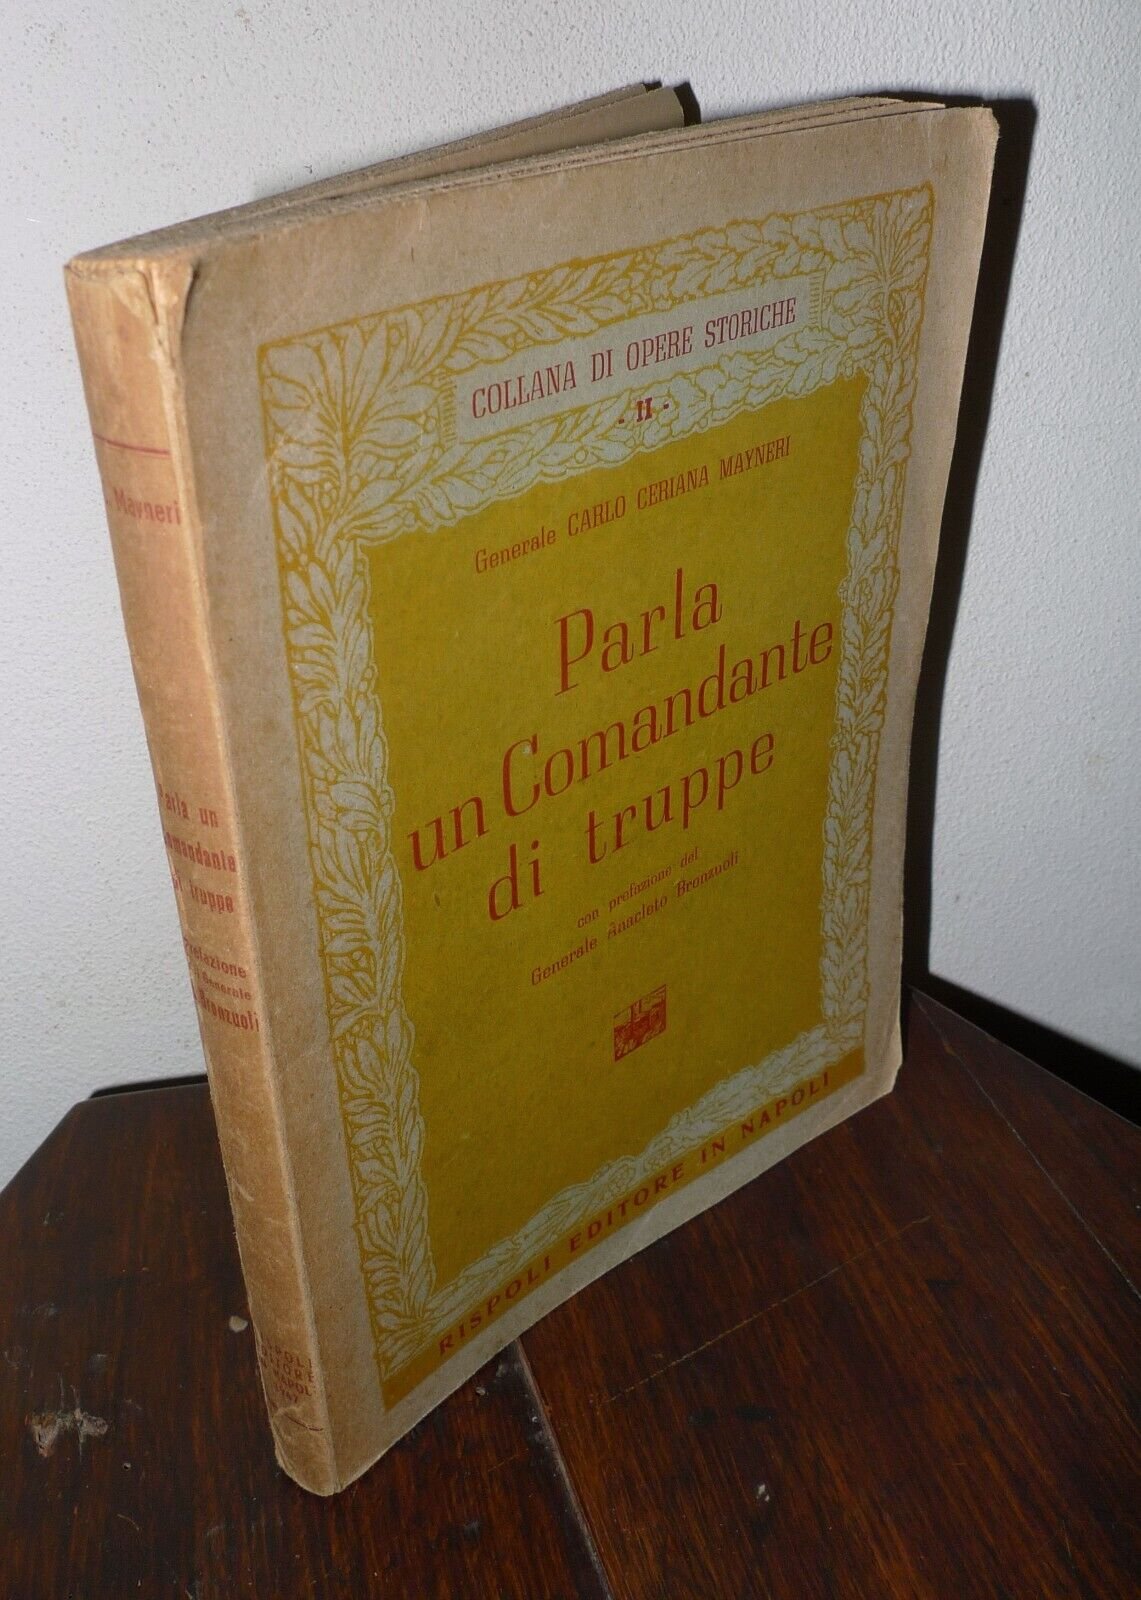 COLLANA DI OPERE STORICHE
- II -
Generale CARLO CERIANA MAYNERI
Parla
un Comandante
di truppe
con prefazione del
Generale Anacleto Bronzuoli
RISPOLI EDITORE IN NAPOLI
Mayneri
Parla un
Comandante
di truppe
Prefazione
Generale
Bronzuoli